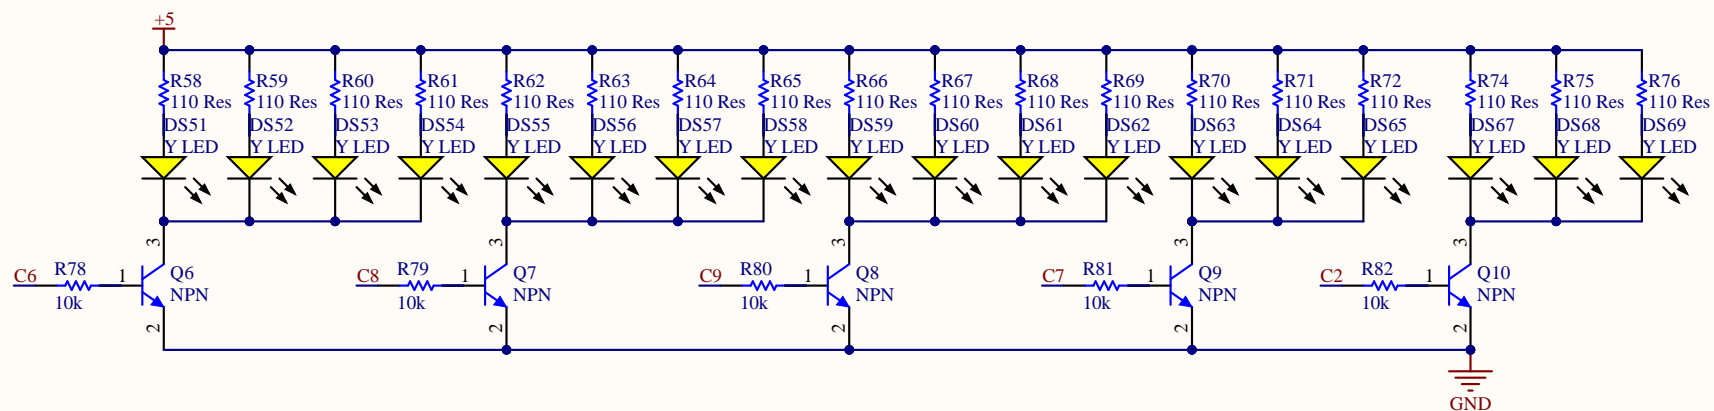 +5
R58 R59 R60 R61 R62 R63 R64 R65 R66 R67 R68 R69 R70 R71 R72 R74 R75 R76
110 Res 110 Res 110 Res 110 Res 110 Res 110 Res 110 Res 110 Res 110 Res 110 Res 110 Res 110 Res 110 Res 110 Res 110 Res 110 Res 110 Res 110 Res
DS51 DS52 DS53 DS54 DS55 DS56 DS57 DS58 DS59 DS60 DS61 DS62 DS63 DS64 DS65 DS67 DS68 DS69
Y LED Y LED Y LED Y LED Y LED Y LED Y LED Y LED Y LED Y LED Y LED Y LED Y LED Y LED Y LED Y LED Y LED Y LED
3 3 3 3 3
C6 R78 1 Q6 C8 R79 1 Q7 C9 R80 1 Q8 C7 R81 1 Q9 C2 R82 1 Q10
10k NPN 10k NPN 10k NPN 10k NPN 10k NPN
2 2 2 2 2
GND